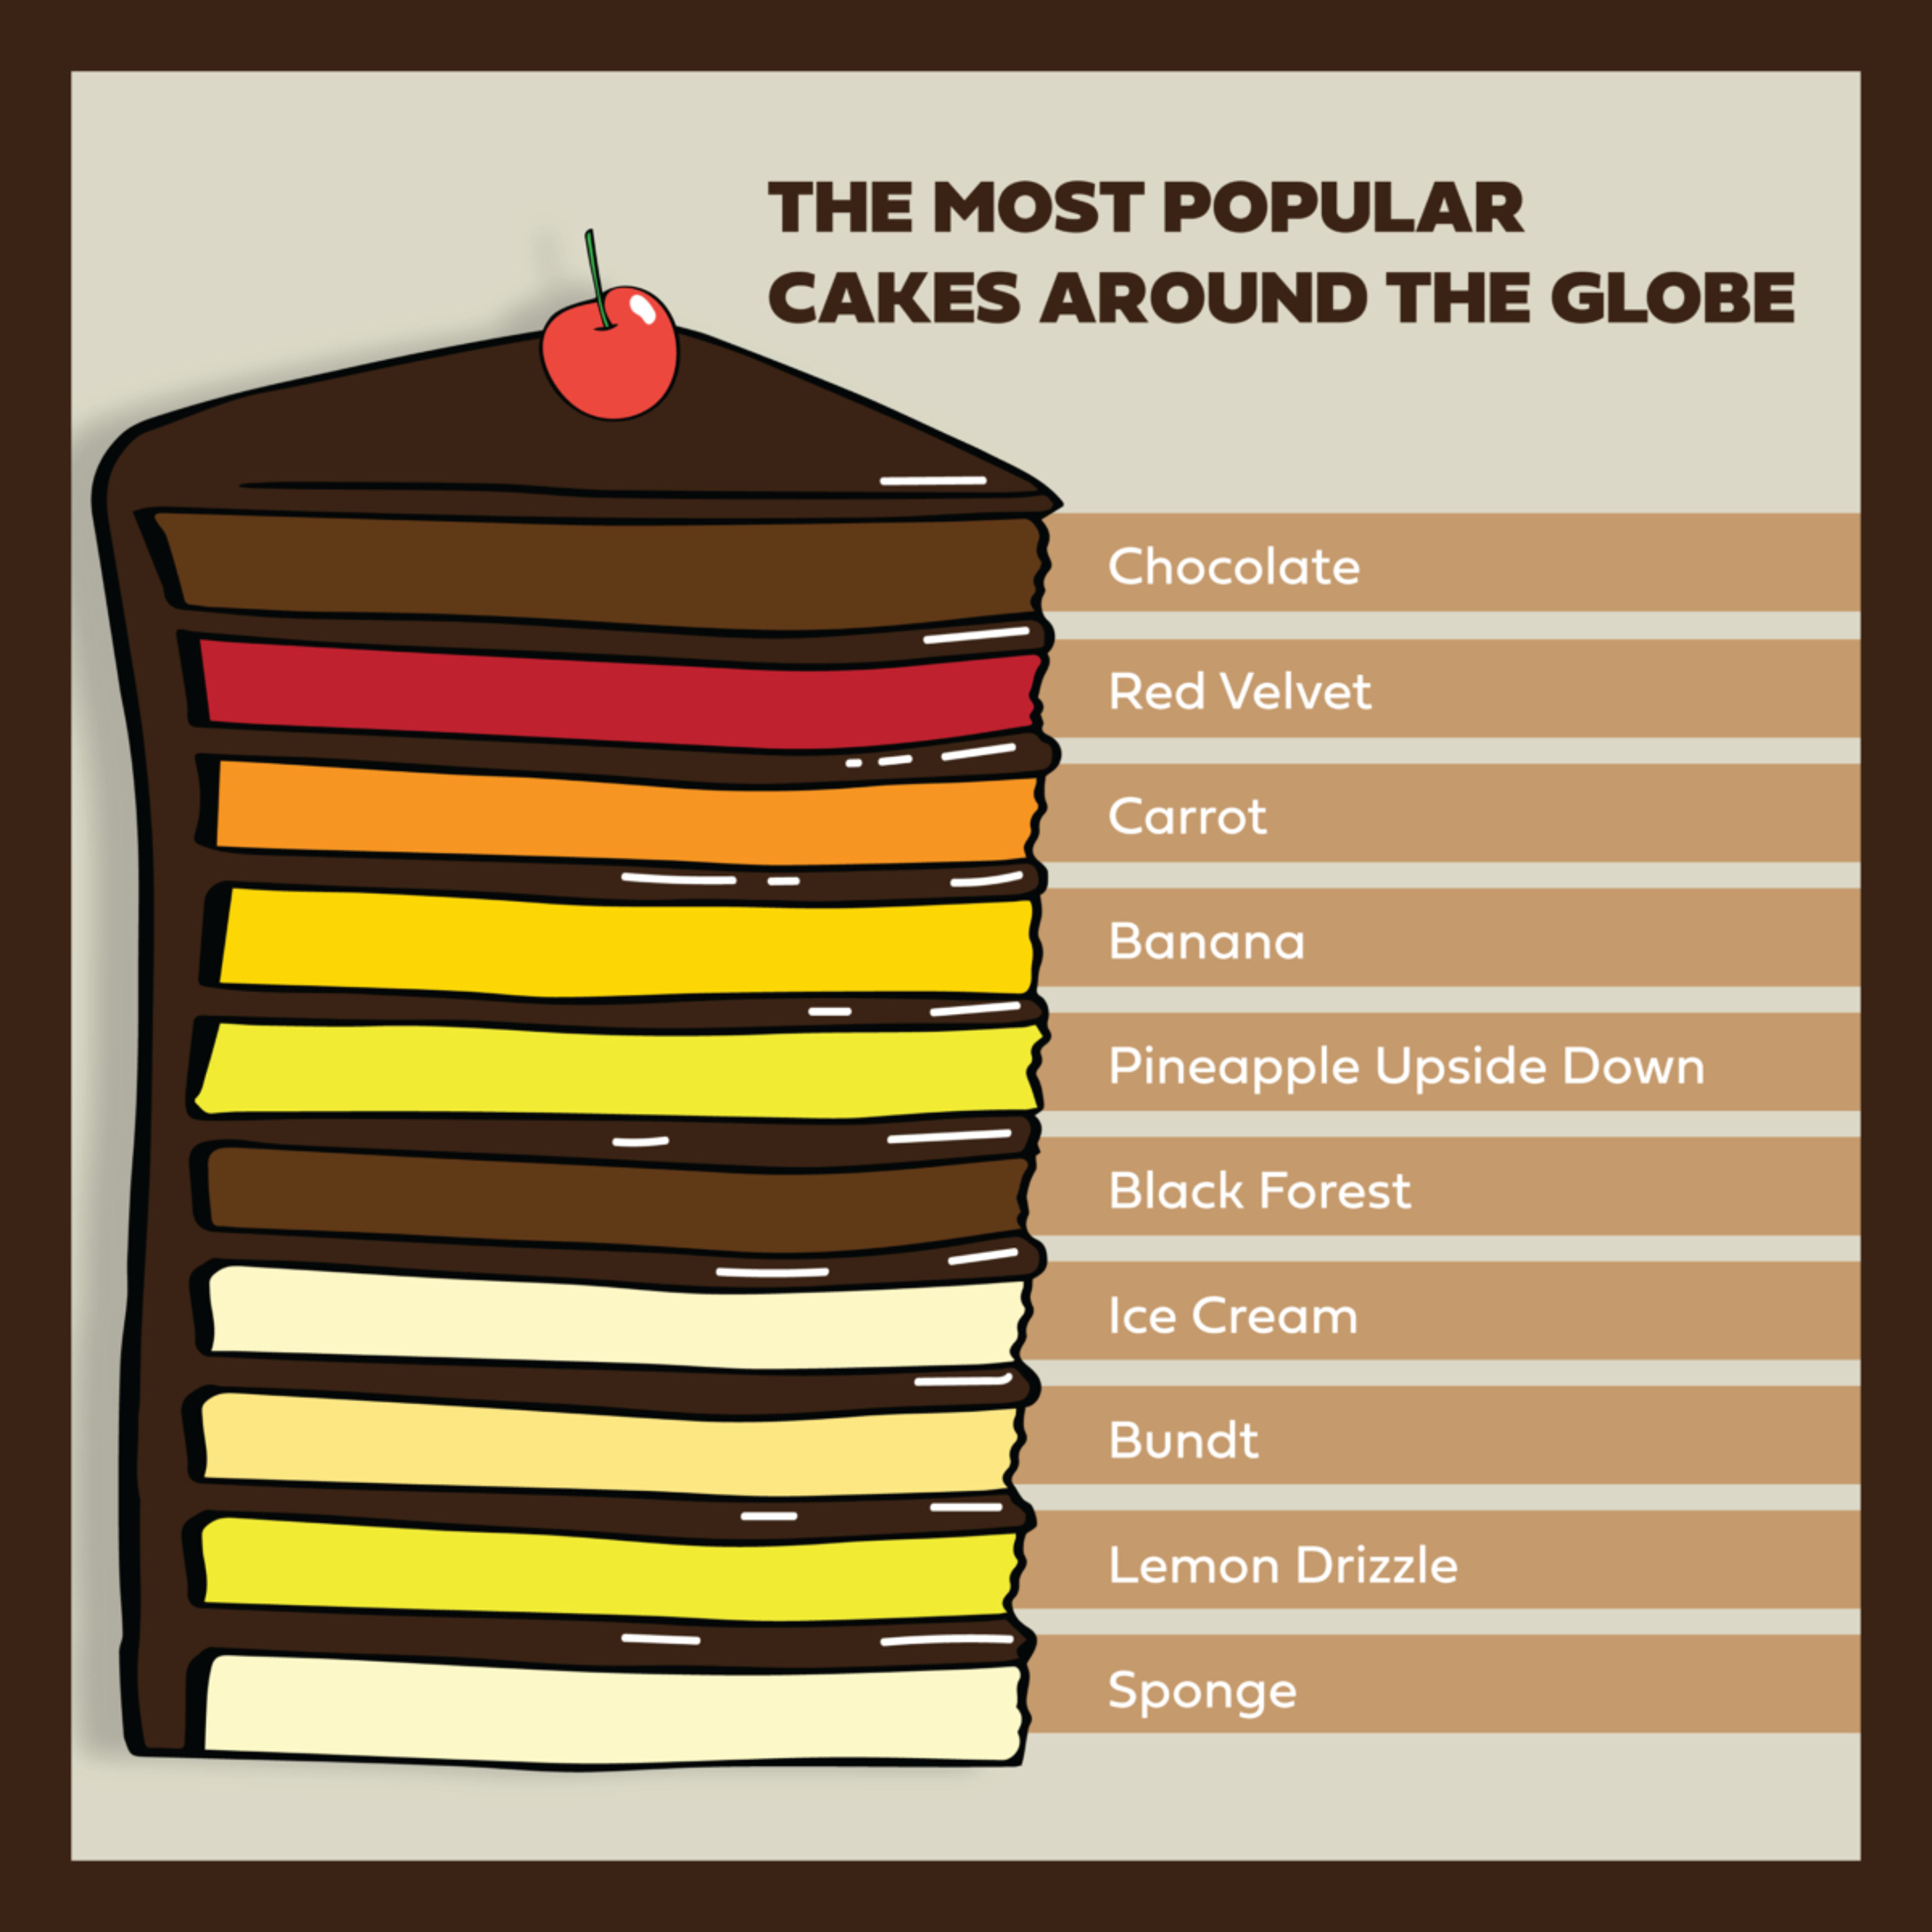 THE MOST POPULAR
CAKES AROUND THE GLOBE
Chocolate
Red Velvet
Carrot
Banana
Pineapple Upside Down
Black Forest
Ice Cream
Bundt
Lemon Drizzle
Sponge